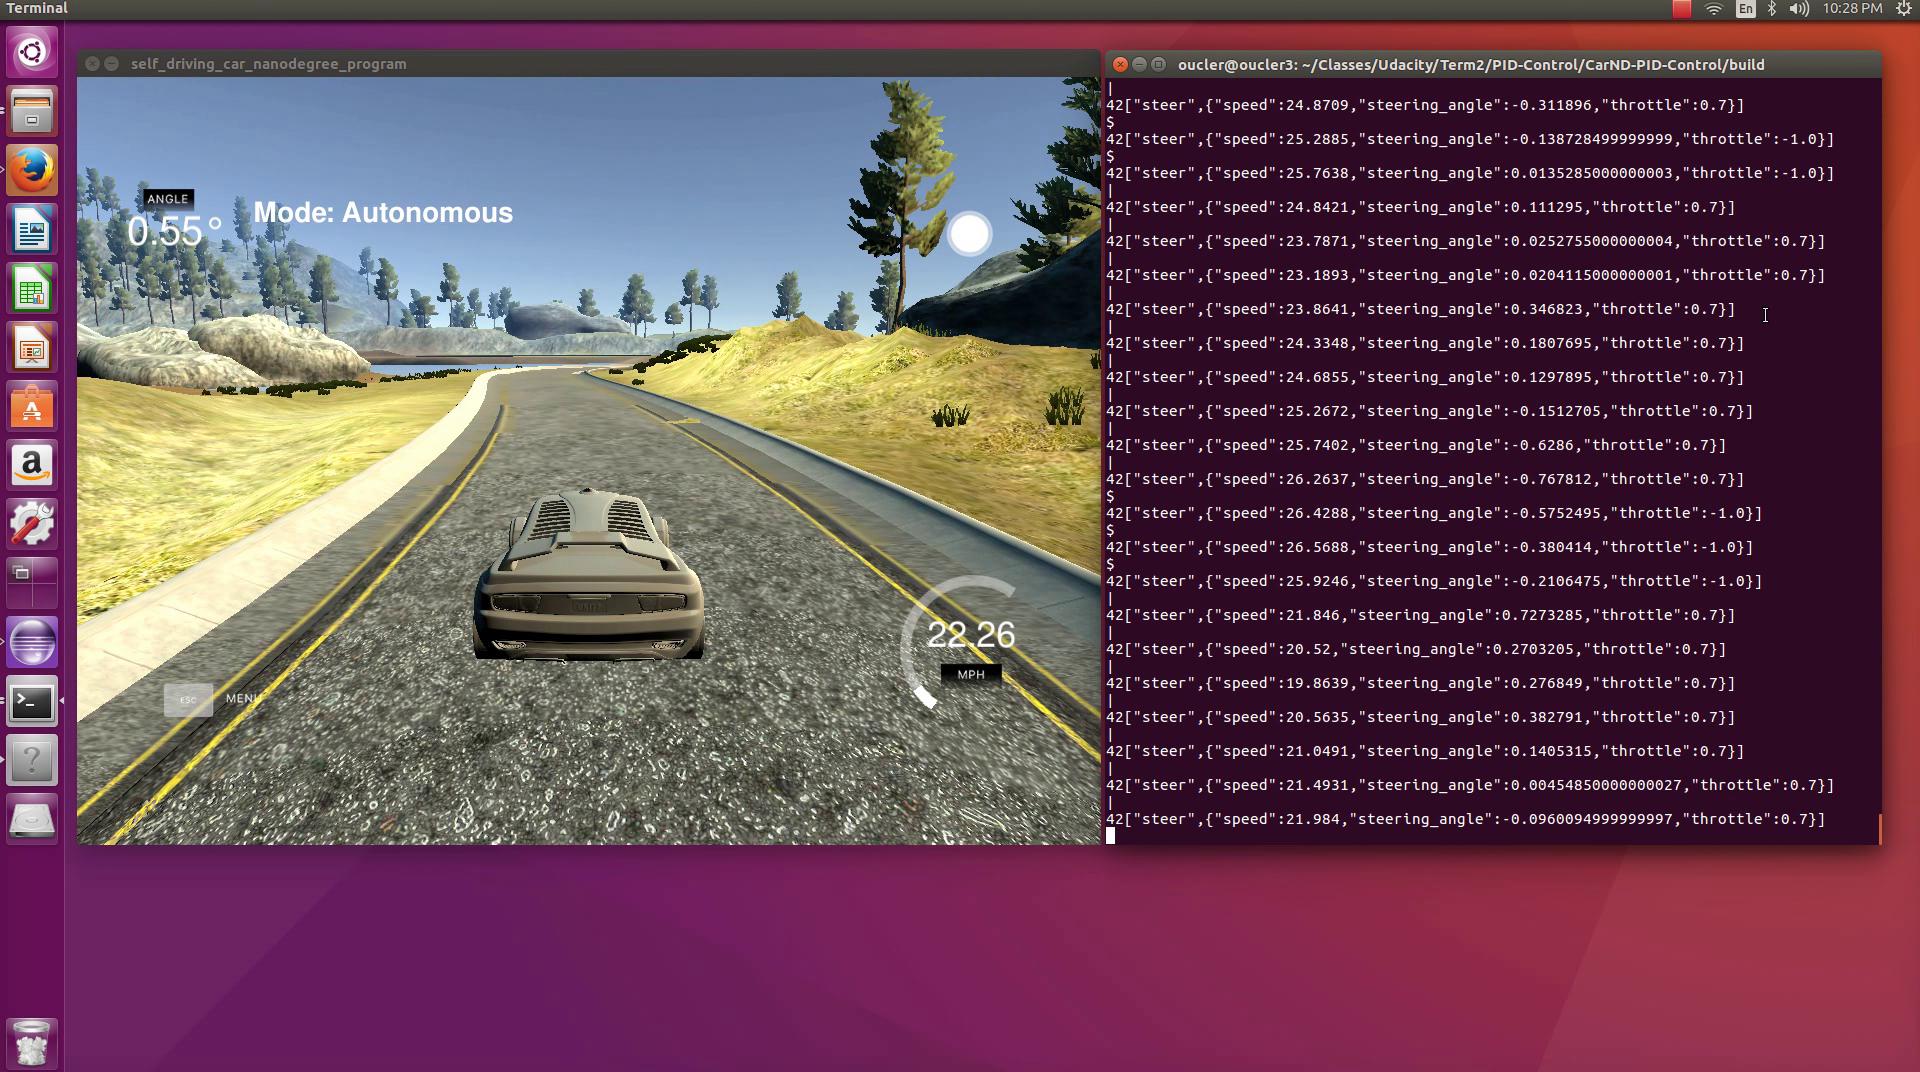 Terminal
En
10:28 PM
self_driving_car_nanodegree_program
ANGLE
0.55°
Mode: Autonomous
22.26
MPH
ESC
MENU
oucler@oucler3: ~/Classes/Udacity/Term2/PID-Control/CarND-PID-Control/build
|
42["steer",{"speed":24.8709,"steering_angle":-0.311896,"throttle":0.7}]
$
42["steer",{"speed":25.2885,"steering_angle":-0.138728499999999,"throttle":-1.0}]
$
42["steer",{"speed":25.7638,"steering_angle":0.0135285000000003,"throttle":-1.0}]
|
42["steer",{"speed":24.8421,"steering_angle":0.111295,"throttle":0.7}]
|
42["steer",{"speed":23.7871,"steering_angle":0.0252755000000004,"throttle":0.7}]
|
42["steer",{"speed":23.1893,"steering_angle":0.0204115000000001,"throttle":0.7}]
|
42["steer",{"speed":23.8641,"steering_angle":0.346823,"throttle":0.7}]
|
42["steer",{"speed":24.3348,"steering_angle":0.1807695,"throttle":0.7}]
|
42["steer",{"speed":24.6855,"steering_angle":0.1297895,"throttle":0.7}]
|
42["steer",{"speed":25.2672,"steering_angle":-0.1512705,"throttle":0.7}]
|
42["steer",{"speed":25.7402,"steering_angle":-0.6286,"throttle":0.7}]
|
42["steer",{"speed":26.2637,"steering_angle":-0.767812,"throttle":0.7}]
$
42["steer",{"speed":26.4288,"steering_angle":-0.5752495,"throttle":-1.0}]
$
42["steer",{"speed":26.5688,"steering_angle":-0.380414,"throttle":-1.0}]
$
42["steer",{"speed":25.9246,"steering_angle":-0.2106475,"throttle":-1.0}]
|
42["steer",{"speed":21.846,"steering_angle":0.7273285,"throttle":0.7}]
|
42["steer",{"speed":20.52,"steering_angle":0.2703205,"throttle":0.7}]
|
42["steer",{"speed":19.8639,"steering_angle":0.276849,"throttle":0.7}]
|
42["steer",{"speed":20.5635,"steering_angle":0.382791,"throttle":0.7}]
|
42["steer",{"speed":21.0491,"steering_angle":0.1405315,"throttle":0.7}]
|
42["steer",{"speed":21.4931,"steering_angle":0.00454850000000027,"throttle":0.7}]
|
42["steer",{"speed":21.984,"steering_angle":-0.0960094999999997,"throttle":0.7}]